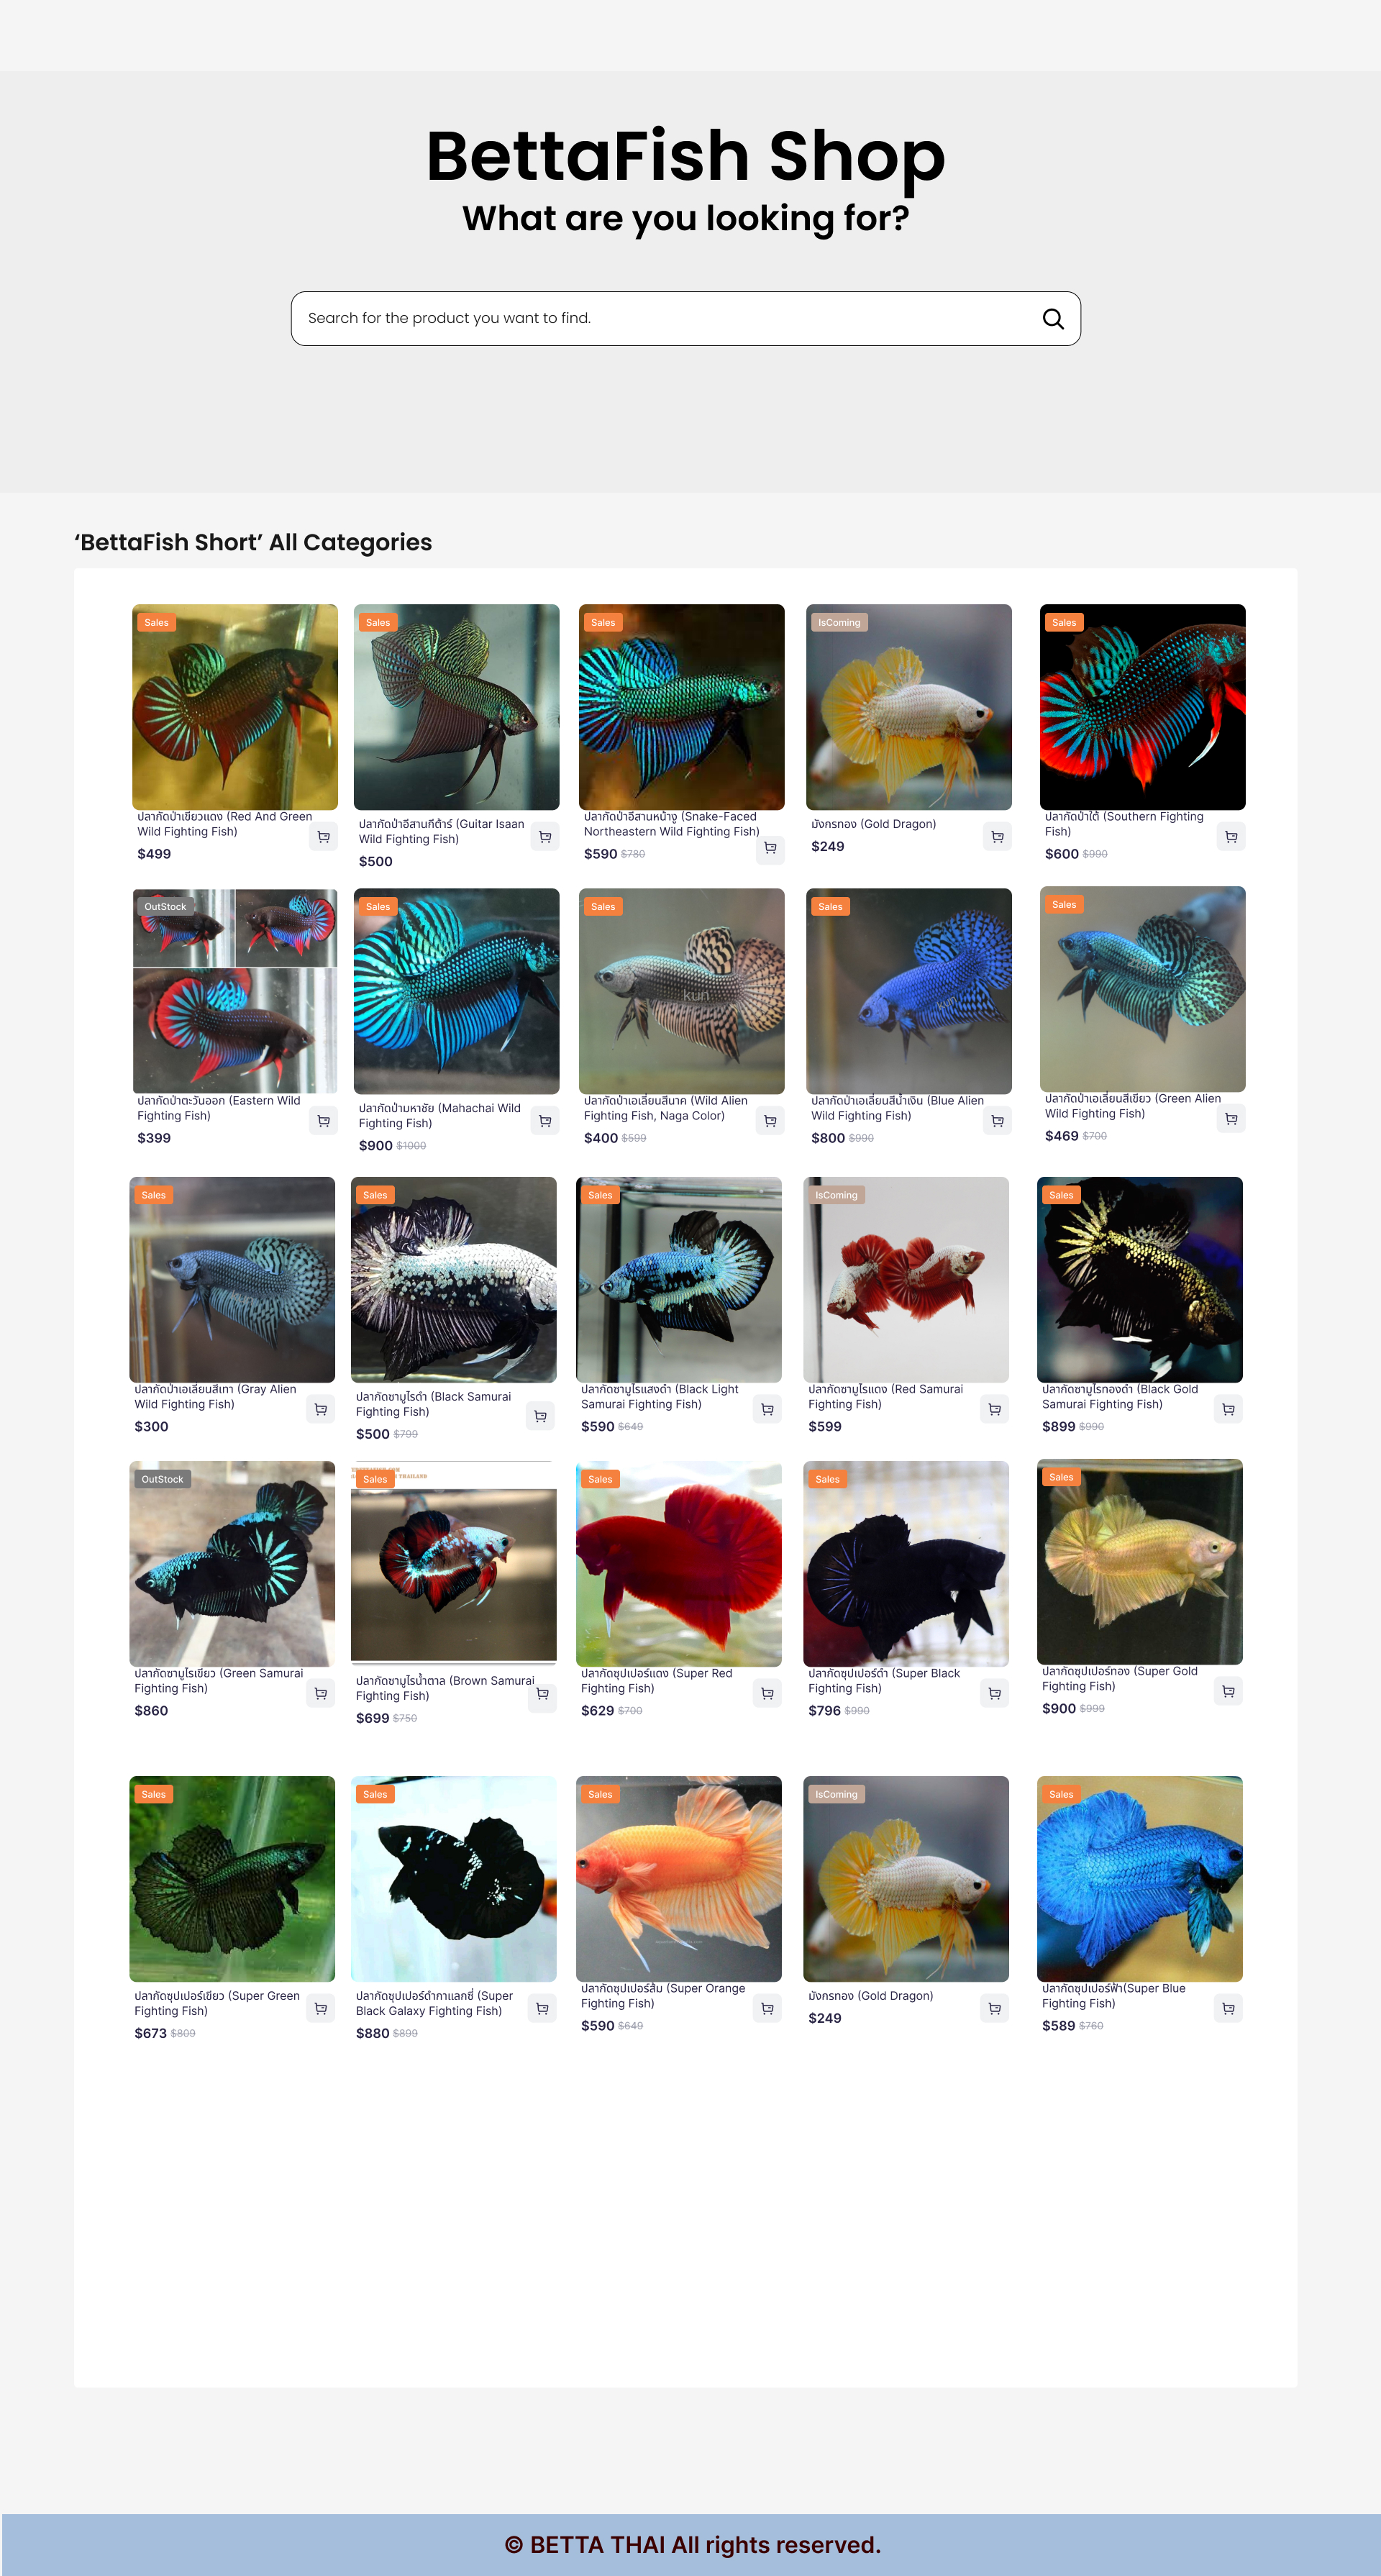 BettaFish Shop
What are you looking for?
Search for the product you want to find.
‘BettaFish Short’ All Categories
Sales
ปลากัดป่าเขียวแดง (Red And Green
Wild Fighting Fish)
$499
Sales
ปลากัดป่าอีสานกีต้าร์ (Guitar Isaan
Wild Fighting Fish)
$500
Sales
ปลากัดป่าอีสานหน้างู (Snake-Faced
Northeastern Wild Fighting Fish)
$590 $780
IsComing
มังกรทอง (Gold Dragon)
$249
Sales
ปลากัดป่าใต้ (Southern Fighting
Fish)
$600 $990
OutStock
ปลากัดป่าตะวันออก (Eastern Wild
Fighting Fish)
$399
Sales
ปลากัดป่ามหาชัย (Mahachai Wild
Fighting Fish)
$900 $1000
Sales
kun
ปลากัดป่าเอเลี่ยนสีนาค (Wild Alien
Fighting Fish, Naga Color)
$400 $599
Sales
ปลากัดป่าเอเลี่ยนสีน้ำเงิน (Blue Alien
Wild Fighting Fish)
$800 $990
Sales
ปลากัดป่าเอเลี่ยนสีเขียว (Green Alien
Wild Fighting Fish)
$469 $700
Sales
ปลากัดป่าเอเลี่ยนสีเทา (Gray Alien
Wild Fighting Fish)
$300
Sales
ปลากัดซามูไรดำ (Black Samurai
Fighting Fish)
$500 $799
Sales
ปลากัดซามูไรแสงดำ (Black Light
Samurai Fighting Fish)
$590 $649
IsComing
ปลากัดซามูไรแดง (Red Samurai
Fighting Fish)
$599
Sales
ปลากัดซามูไรทองดำ (Black Gold
Samurai Fighting Fish)
$899 $990
OutStock
ปลากัดซามูไรเขียว (Green Samurai
Fighting Fish)
$860
Sales
THAILAND
ปลากัดซามูไรน้ำตาล (Brown Samurai
Fighting Fish)
$699 $750
Sales
ปลากัดซุปเปอร์แดง (Super Red
Fighting Fish)
$629 $700
Sales
ปลากัดซุปเปอร์ดำ (Super Black
Fighting Fish)
$796 $990
Sales
ปลากัดซุปเปอร์ทอง (Super Gold
Fighting Fish)
$900 $999
Sales
ปลากัดซุปเปอร์เขียว (Super Green
Fighting Fish)
$673 $809
Sales
ปลากัดซุปเปอร์ดำกาแลกซี่ (Super
Black Galaxy Fighting Fish)
$880 $899
Sales
ปลากัดซุปเปอร์ส้ม (Super Orange
Fighting Fish)
$590 $649
IsComing
มังกรทอง (Gold Dragon)
$249
Sales
ปลากัดซุปเปอร์ฟ้า(Super Blue
Fighting Fish)
$589 $760
© BETTA THAI All rights reserved.